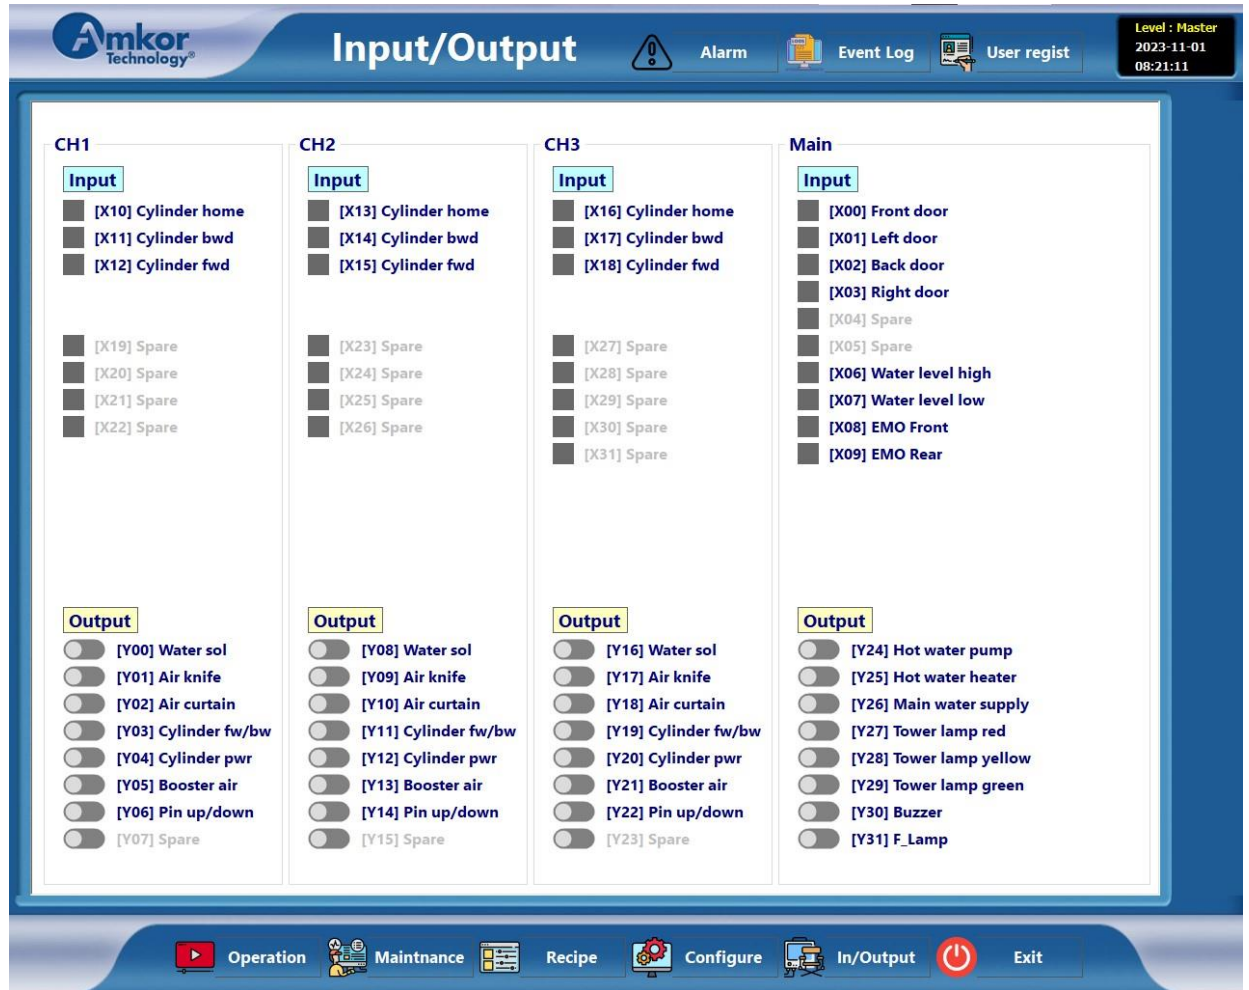 Amkor
Technology®
Input/Output
Alarm
Event Log
User regist
Level : Master
2023-11-01
08:21:11
CH1
Input
[X10] Cylinder home
[X11] Cylinder bwd
[X12] Cylinder fwd
[X19] Spare
[X20] Spare
[X21] Spare
[X22] Spare
Output
[Y00] Water sol
[Y01] Air knife
[Y02] Air curtain
[Y03] Cylinder fw/bw
[Y04] Cylinder pwr
[Y05] Booster air
[Y06] Pin up/down
[Y07] Spare
CH2
Input
[X13] Cylinder home
[X14] Cylinder bwd
[X15] Cylinder fwd
[X23] Spare
[X24] Spare
[X25] Spare
[X26] Spare
Output
[Y08] Water sol
[Y09] Air knife
[Y10] Air curtain
[Y11] Cylinder fw/bw
[Y12] Cylinder pwr
[Y13] Booster air
[Y14] Pin up/down
[Y15] Spare
CH3
Input
[X16] Cylinder home
[X17] Cylinder bwd
[X18] Cylinder fwd
[X27] Spare
[X28] Spare
[X29] Spare
[X30] Spare
[X31] Spare
Output
[Y16] Water sol
[Y17] Air knife
[Y18] Air curtain
[Y19] Cylinder fw/bw
[Y20] Cylinder pwr
[Y21] Booster air
[Y22] Pin up/down
[Y23] Spare
Main
Input
[X00] Front door
[X01] Left door
[X02] Back door
[X03] Right door
[X04] Spare
[X05] Spare
[X06] Water level high
[X07] Water level low
[X08] EMO Front
[X09] EMO Rear
Output
[Y24] Hot water pump
[Y25] Hot water heater
[Y26] Main water supply
[Y27] Tower lamp red
[Y28] Tower lamp yellow
[Y29] Tower lamp green
[Y30] Buzzer
[Y31] F_Lamp
Operation
Maintnance
Recipe
Configure
In/Output
Exit